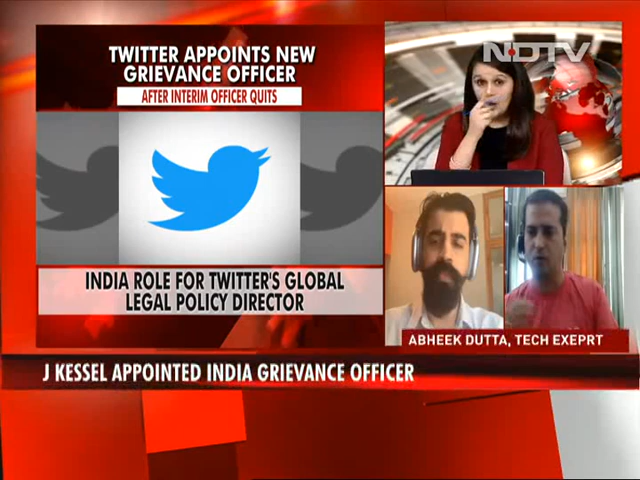 TWITTER APPOINTS NEW
GRIEVANCE OFFICER
AFTER INTERIM OFFICER QUITS
NDTV
INDIA ROLE FOR TWITTER'S GLOBAL
LEGAL POLICY DIRECTOR
ABHEEK DUTTA, TECH EXEPRT
J KESSEL APPOINTED INDIA GRIEVANCE OFFICER